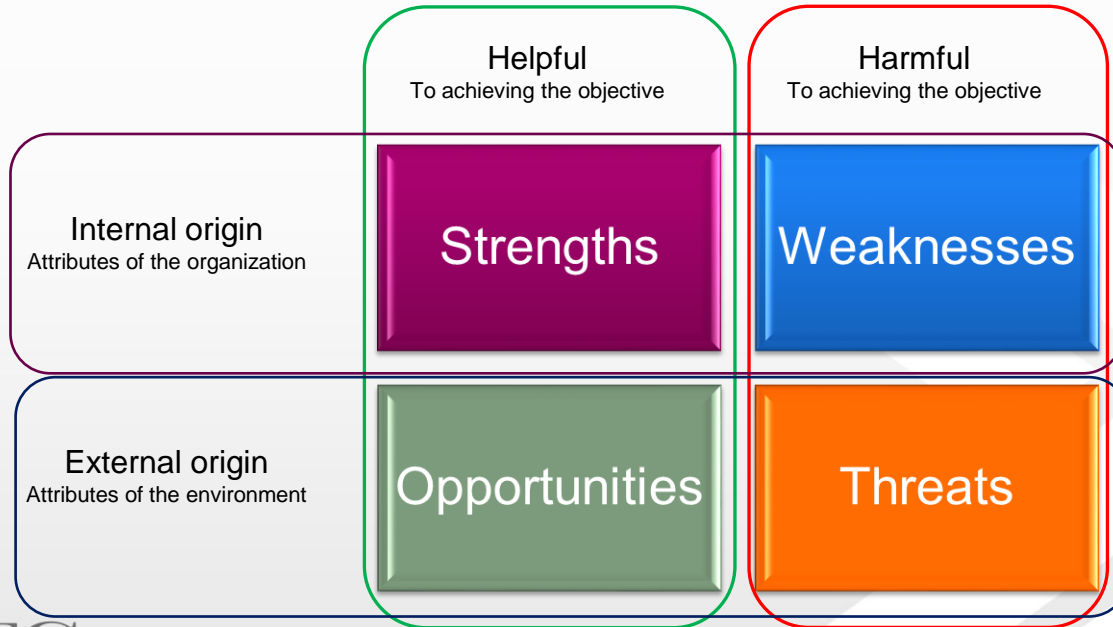 Helpful
To achieving the objective
Harmful
To achieving the objective
Internal origin
Attributes of the organization
Strengths
Weaknesses
External origin
Attributes of the environment
Opportunities
Threats